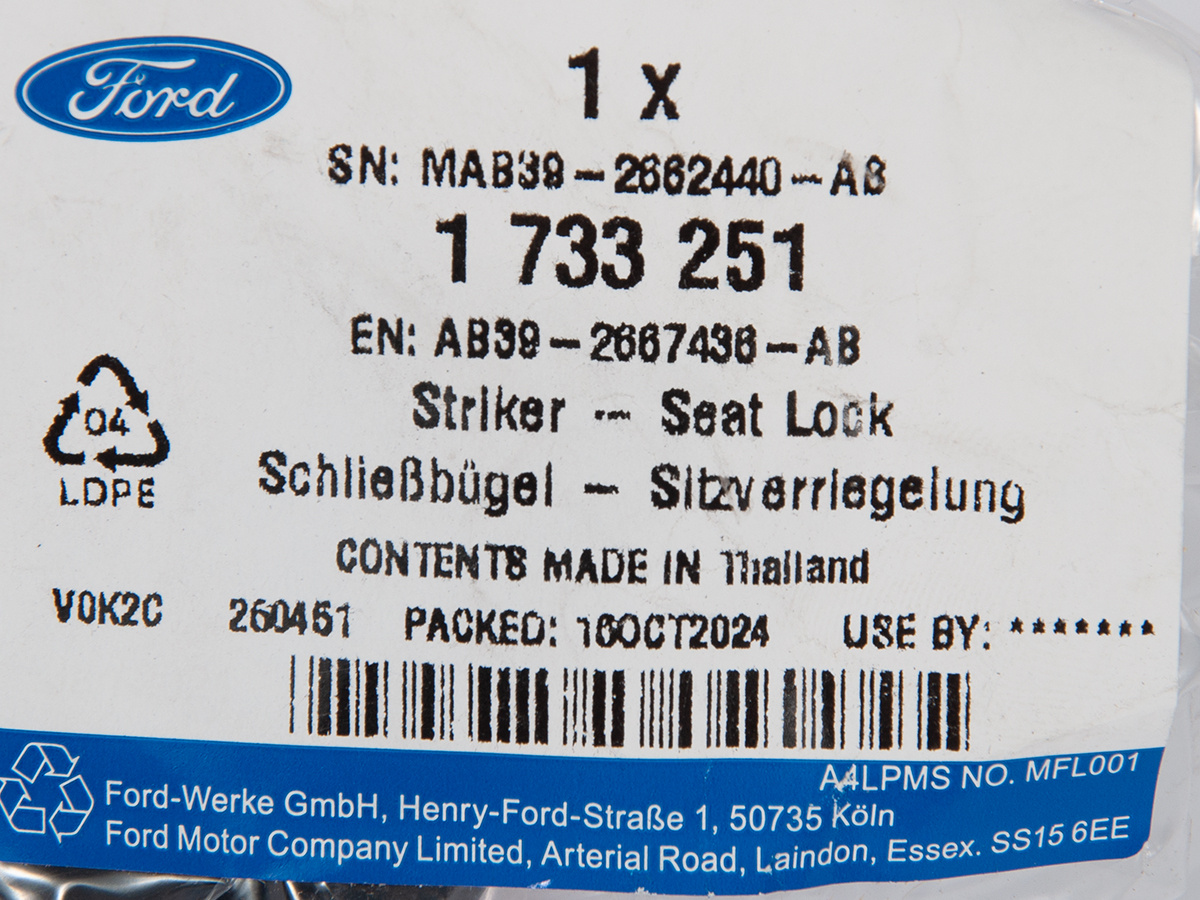 Ford
1 x
SN: MAB39-2662440-AB
1 733 251
EN: AB39-2667436-AB
Striker -- Seat Lock
Schließbügel - Sitzverriegelung
04
LDPE
CONTENTS MADE IN Thailand
V0K2C 260461 PACKED: 16OCT2024 USE BY: *******
A4LPMS NO. MFL001
Ford-Werke GmbH, Henry-Ford-Straße 1, 50735 Köln
Ford Motor Company Limited, Arterial Road, Laindon, Essex. SS15 6EE